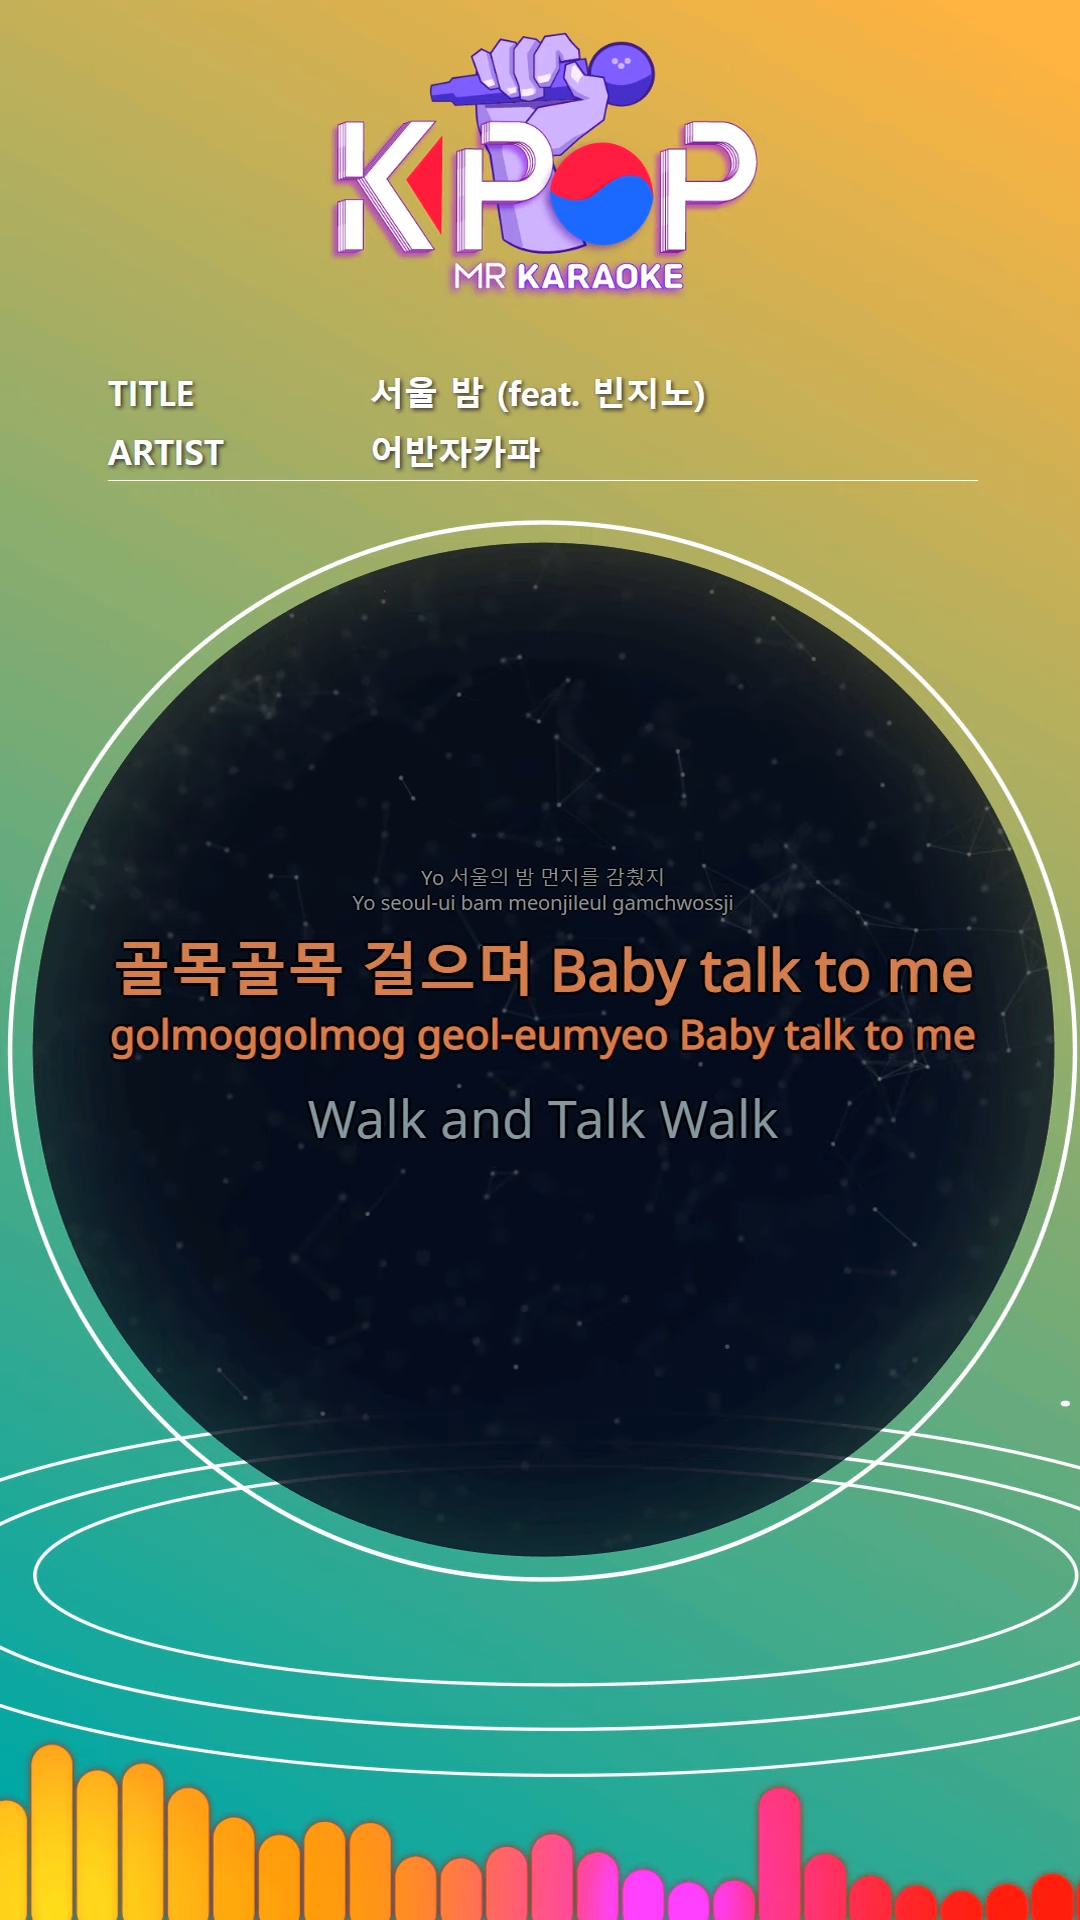 KPOP
MR KARAOKE
TITLE 서울 밤 (feat. 빈지노)
ARTIST 어반자카파
Yo 서울의 밤 먼지를 감췄지
Yo seoul-ui bam meonjileul gamchwossji
골목골목 걸으며 Baby talk to me
golmoggolmog geol-eumyeo Baby talk to me
Walk and Talk Walk